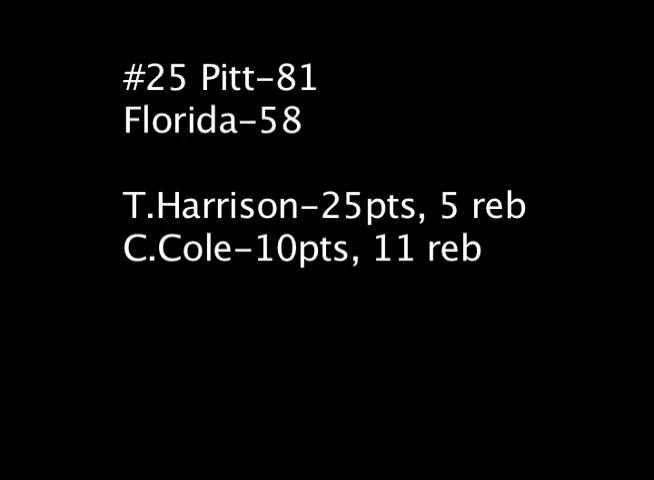 #25 Pitt-81
Florida-58
T.Harrison-25pts, 5 reb
C.Cole-10pts, 11 reb